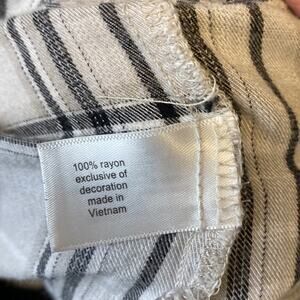 100% rayon
exclusive of
decoration
made in
Vietnam